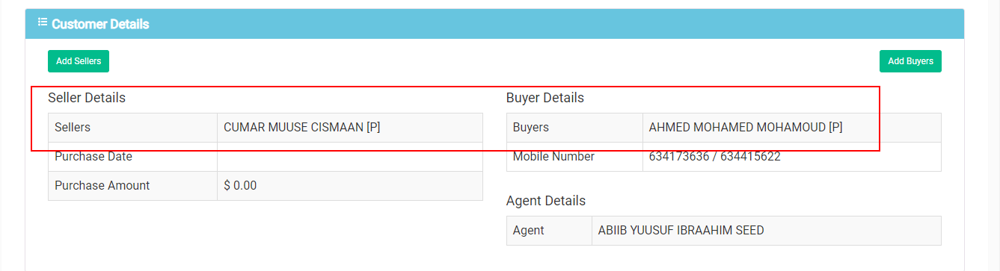 Customer Details
Add Sellers
Add Buyers
Seller Details
Sellers CUMAR MUUSE CISMAAN [P]
Purchase Date
Purchase Amount $ 0.00
Buyer Details
Buyers AHMED MOHAMED MOHAMOUD [P]
Mobile Number 634173636 / 634415622
Agent Details
Agent ABIIB YUUSUF IBRAAHIM SEED